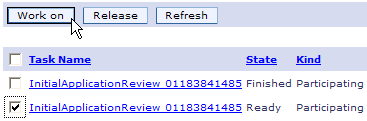 Work on Release Refresh
Task Name State Kind
InitialApplicationReview_01183841485 Finished Participating
InitialApplicationReview_01183841485 Ready Participating